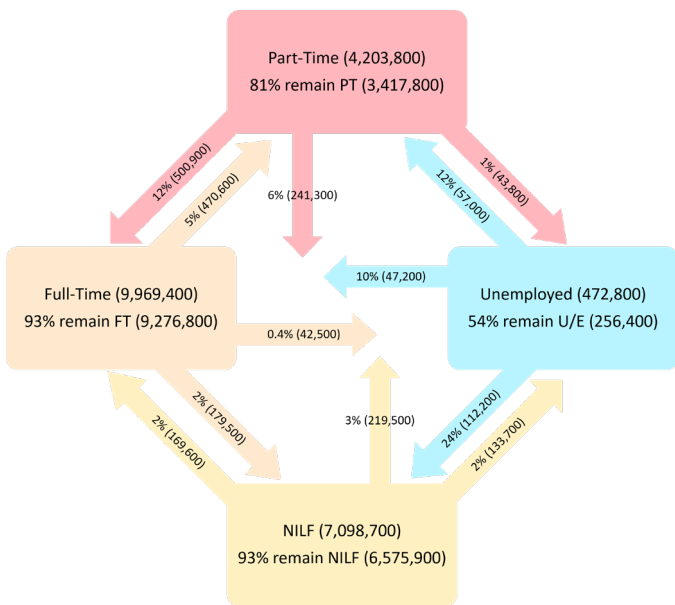 Part-Time (4,203,800)
81% remain PT (3,417,800)
12% (500,900)
5% (470,600)
6% (241,300)
12% (57,000)
1% (43,800)
10% (47,200)
Full-Time (9,969,400)
93% remain FT (9,276,800)
Unemployed (472,800)
54% remain U/E (256,400)
0.4% (42,500)
2% (169,600)
2% (179,500)
3% (219,500)
24% (112,200)
2% (133,700)
NILF (7,098,700)
93% remain NILF (6,575,900)